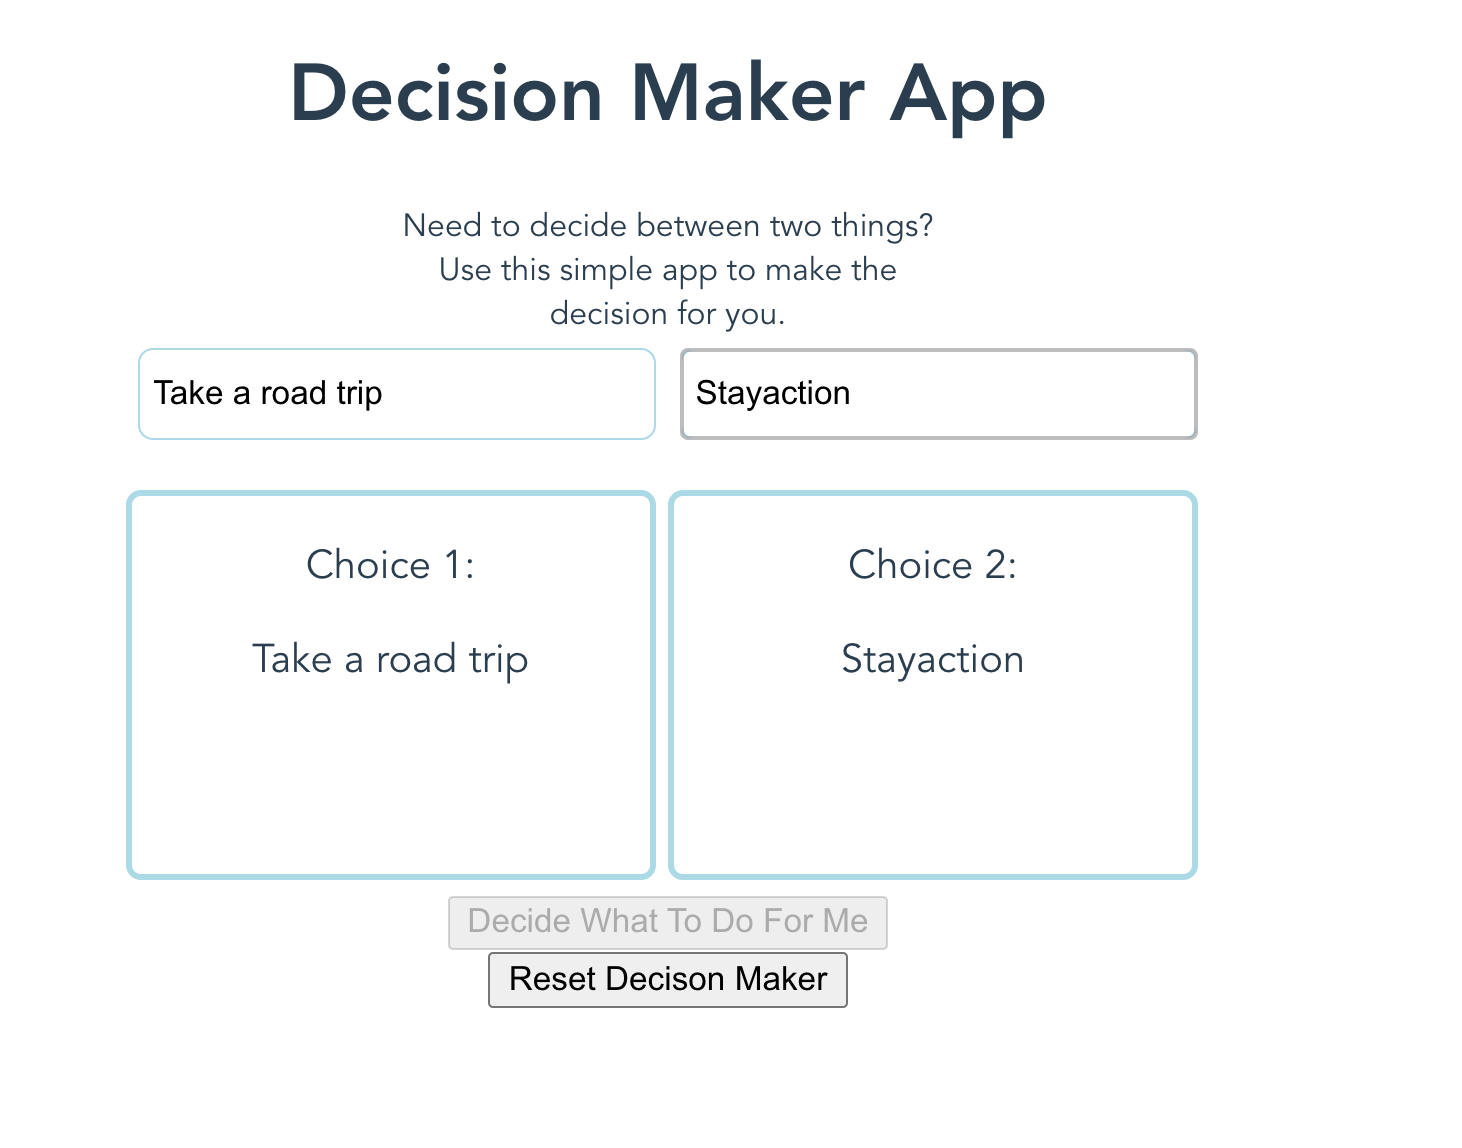 Decision Maker App
Need to decide between two things?
Use this simple app to make the
decision for you.
Take a road trip
Stayaction
Choice 1:
Take a road trip
Choice 2:
Stayaction
Decide What To Do For Me
Reset Decison Maker